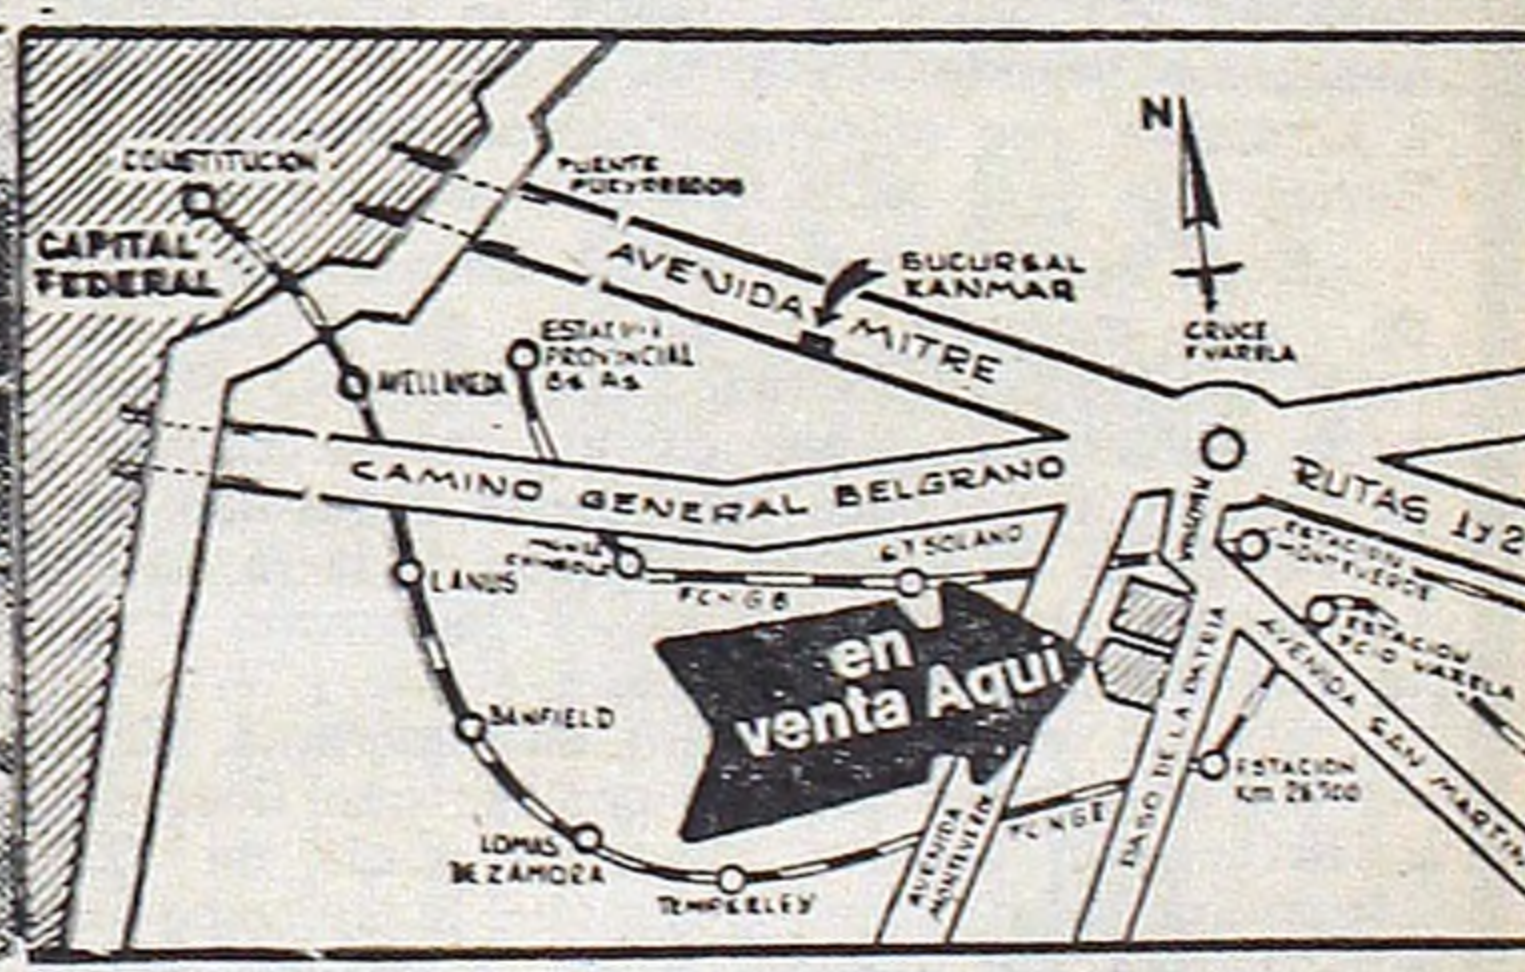 N
CONSTITUCION
PUENTE
PUEYRREDON
CAPITAL
FEDERAL
AVENIDA MITRE
SUCURSAL
KANMAR
CRUCE
F VARELA
ESTACION
PROVINCIAL
Bs As
AVELLANEDA
CAMINO GENERAL BELGRANO
RUTAS 1 y 2
LANUS
SOLANO
ESTACION
MONTEVERDE
F C N G B
en
venta Aqui
ESTACION
VARELA
AVENIDA SAN MARTIN
BANFIELD
PASO DE LA PATRIA
ESTACION
Km 26.700
LOMAS
DE ZAMORA
TEMPERLEY
AVENIDA
MONTEVERDE